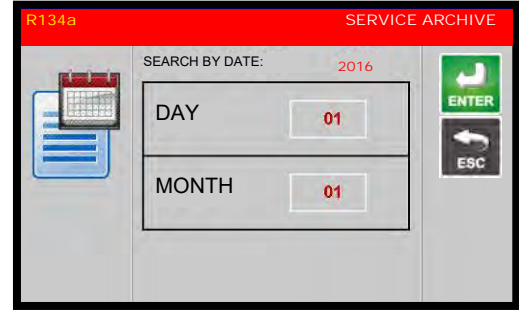 R134a SERVICE ARCHIVE
SEARCH BY DATE: 2016
ENTER
DAY 01
ESC
MONTH 01